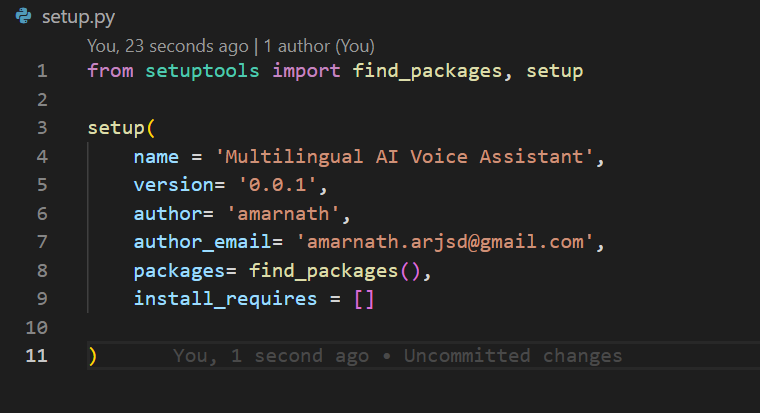 setup.py
You, 23 seconds ago | 1 author (You)
1 from setuptools import find_packages, setup
2
3 setup(
4     name = 'Multilingual AI Voice Assistant',
5     version= '0.0.1',
6     author= 'amarnath',
7     author_email= 'amarnath.arjsd@gmail.com',
8     packages= find_packages(),
9     install_requires = []
10
11 )     You, 1 second ago • Uncommitted changes